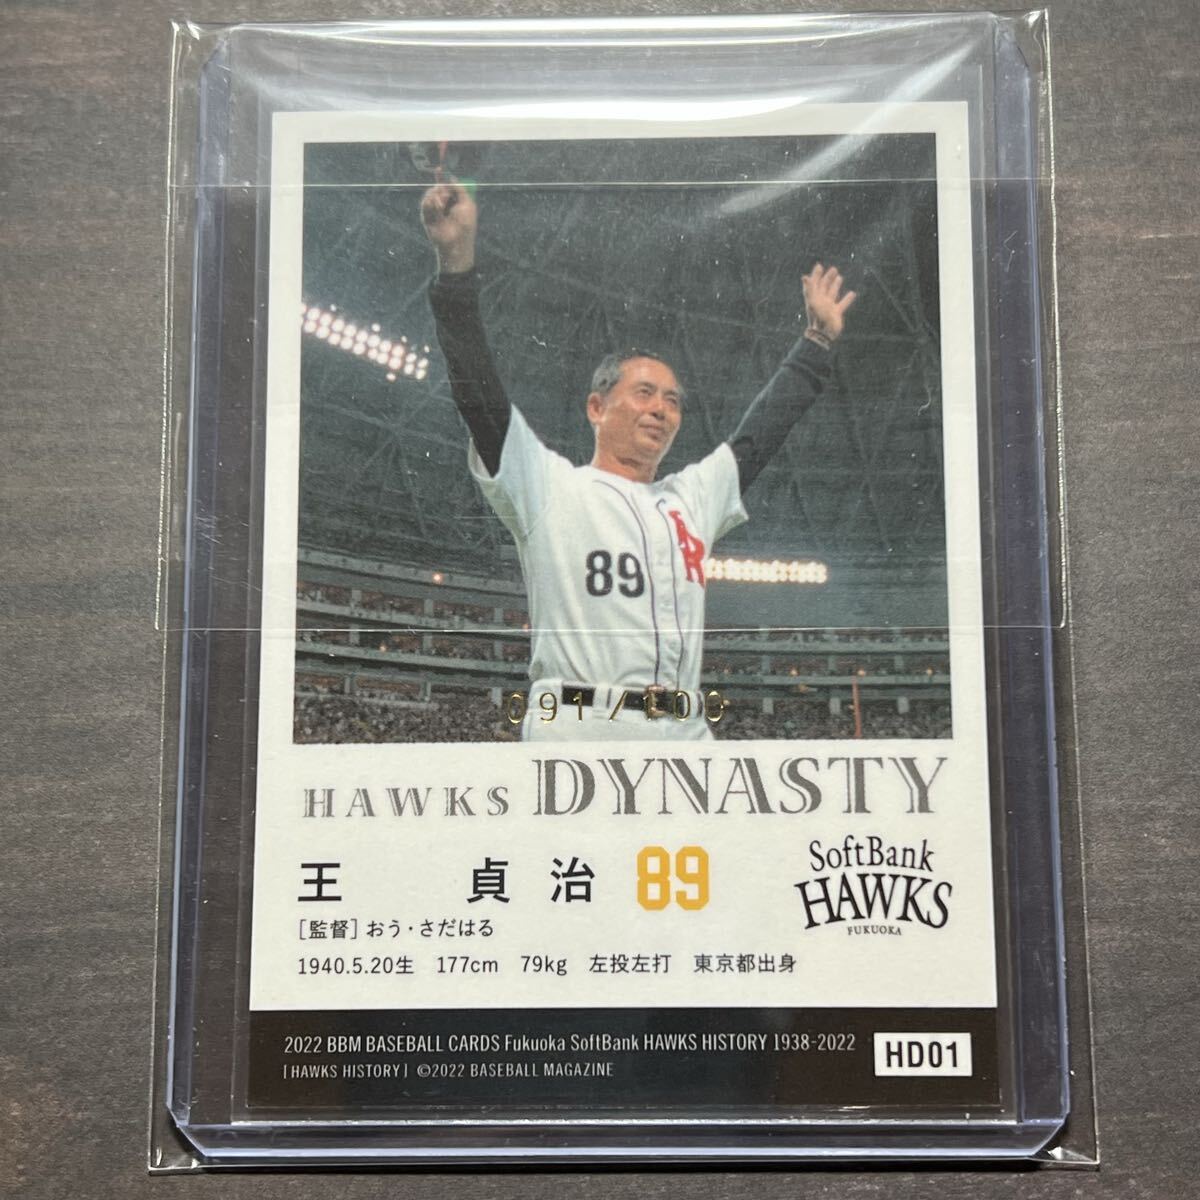 89
091/100
HAWKS DYNASTY
王 貞治 89
[監督] おう・さだはる
1940.5.20生 177cm 79kg 左投左打 東京都出身
SoftBank
HAWKS
FUKUOKA
2022 BBM BASEBALL CARDS Fukuoka SoftBank HAWKS HISTORY 1938-2022
[HAWKS HISTORY] ©2022 BASEBALL MAGAZINE
HD01